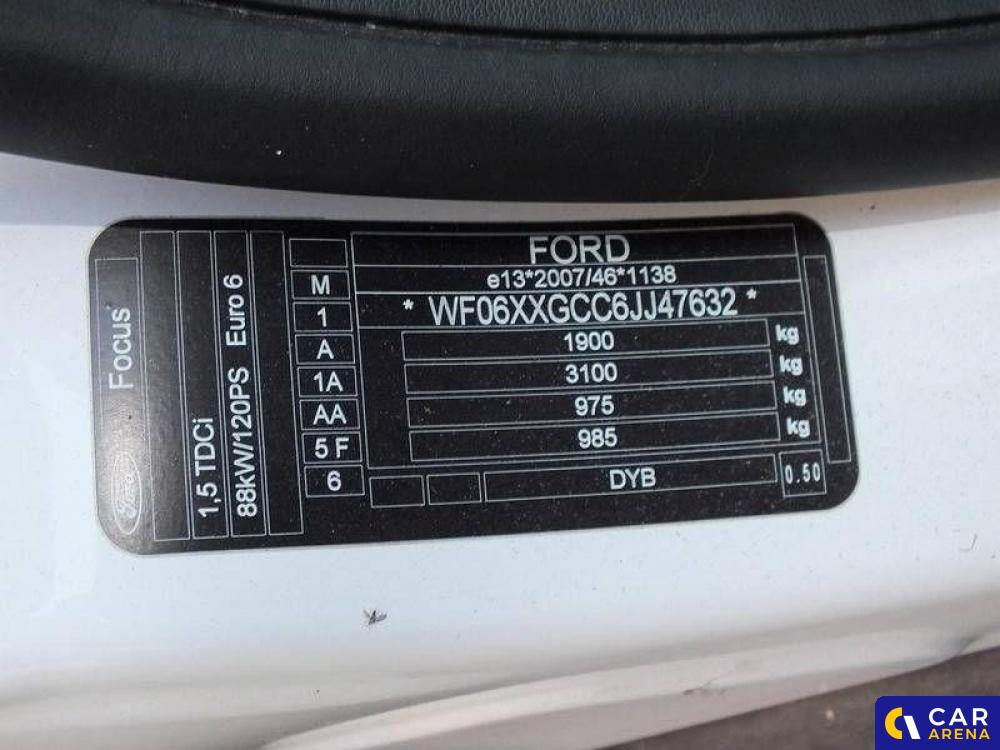 FORD
e13*2007/46*1138
* WF06XXGCC6JJ47632 *
1900 kg
3100 kg
975 kg
985 kg
DYB
0.50
M
1
A
1A
AA
5 F
6
Focus
1,5 TDCi
88kW/120PS Euro 6
Ford
CAR
ARENA